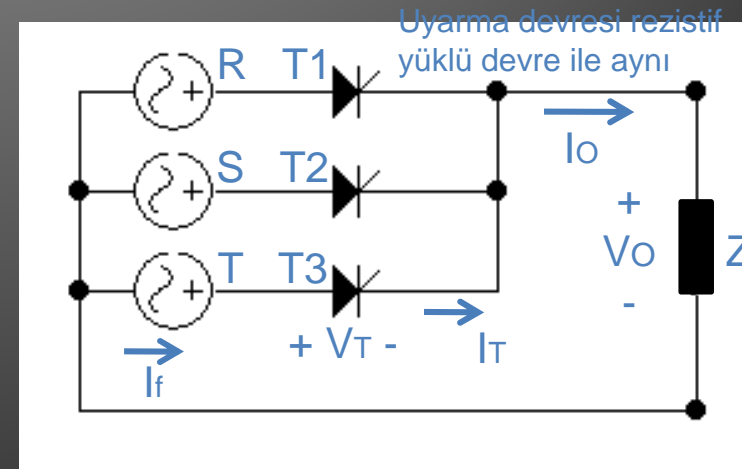 Uyarma devresi rezistif
yüklü devre ile aynı
R T1
IO
S T2
+
VO Z
-
T T3
+ VT - IT
If